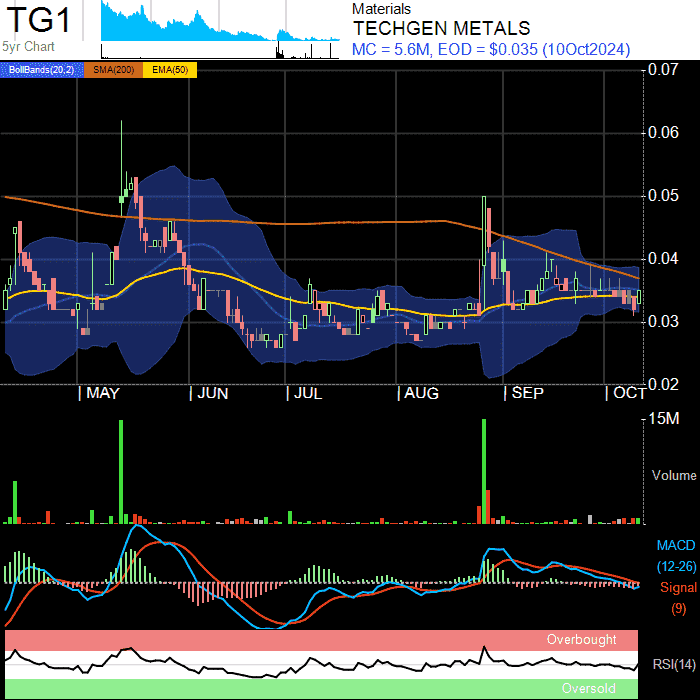 TG1
5yr Chart
Materials
TECHGEN METALS
MC = 5.6M, EOD = $0.035 (10Oct2024)
BollBands(20,2) SMA(200) EMA(50)
0.07
0.06
0.05
0.04
0.03
0.02
| MAY | JUN | JUL | AUG | SEP | OCT
15M
Volume
MACD
(12-26)
Signal
(9)
Overbought
RSI(14)
Oversold